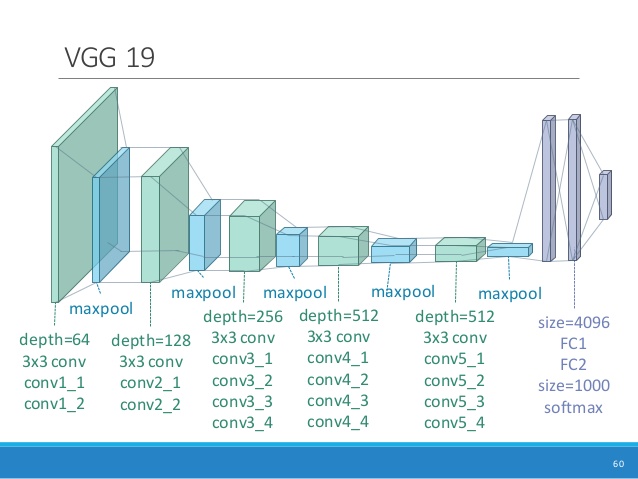 VGG 19
maxpool
maxpool
maxpool
maxpool
maxpool
depth=64
3x3 conv
conv1_1
conv1_2
depth=128
3x3 conv
conv2_1
conv2_2
depth=256
3x3 conv
conv3_1
conv3_2
conv3_3
conv3_4
depth=512
3x3 conv
conv4_1
conv4_2
conv4_3
conv4_4
depth=512
3x3 conv
conv5_1
conv5_2
conv5_3
conv5_4
size=4096
FC1
FC2
size=1000
softmax
60